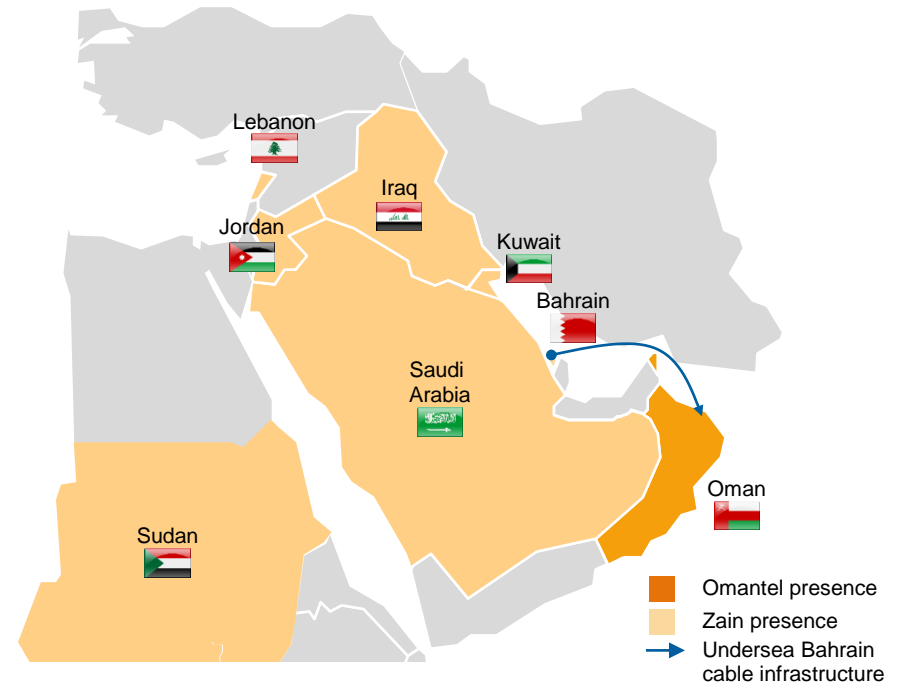 Lebanon
Iraq
Jordan
Kuwait
Bahrain
Saudi
Arabia
Oman
Sudan
Omantel presence
Zain presence
Undersea Bahrain
cable infrastructure